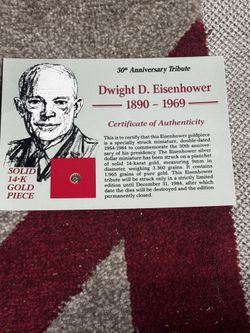 30th Anniversary Tribute
Dwight D. Eisenhower
1890 - 1969
Certificate of Authenticity
This is to certify that this Eisenhower goldpiece
is a specially struck miniature, double-dated
1954-1984 to commemorate the 30th anniver-
sary of his presidency. The Eisenhower silver
dollar miniature has been struck on a planchet
of solid 14-karat gold, measuring 9mm in
diameter, weighing 3.360 grains. It contains
1.965 grains of pure gold. This Eisenhower
tribute will be struck only in a strictly limited
edition until December 31, 1984, after which
date the dies will be destroyed and the edition
permanently closed.
SOLID
14-K
GOLD
PIECE